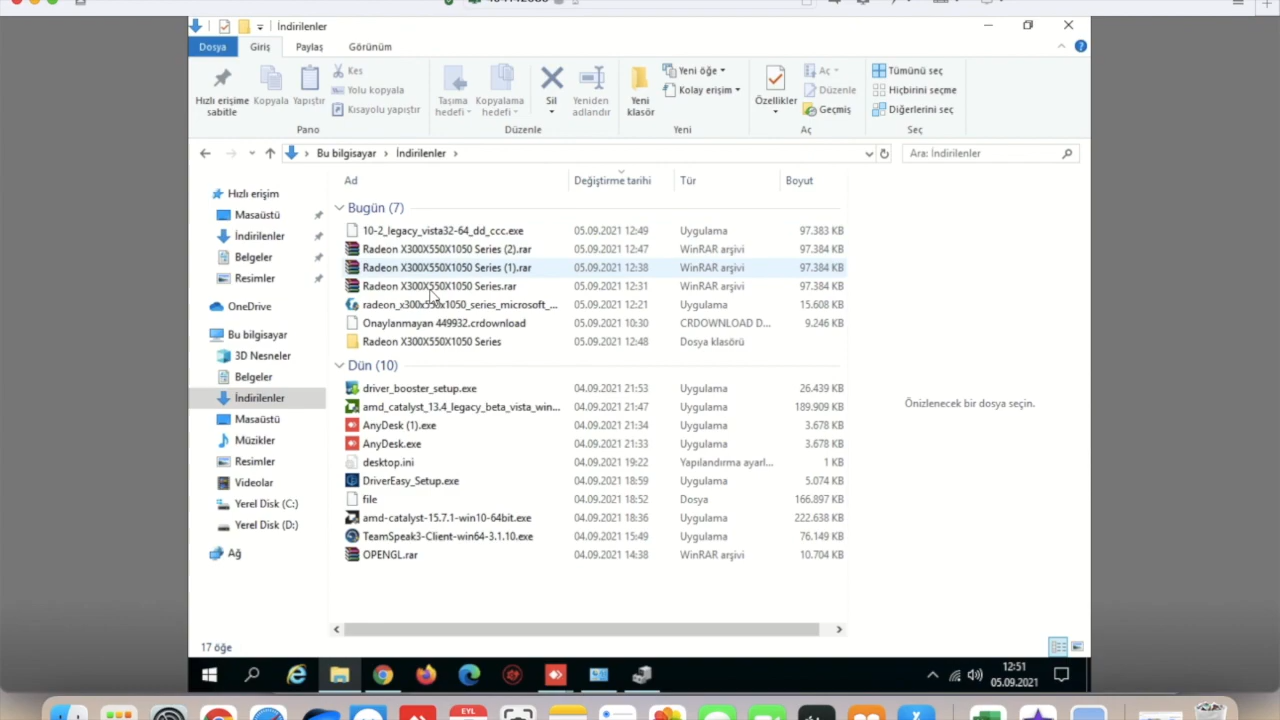 İndirilenler
Dosya Giriş Paylaş Görünüm
Hızlı erişime sabitle
Kopyala
Yapıştır
Kes
Yolu kopyala
Kısayolu yapıştır
Taşıma hedefi
Kopyalama hedefi
Sil
Yeniden adlandır
Yeni klasör
Yeni öğe
Kolay erişim
Özellikler
Aç
Düzenle
Geçmiş
Tümünü seç
Hiçbirini seçme
Diğerlerini seç
Pano Düzenle Yeni Aç Seç
Bu bilgisayar İndirilenler
Ara: İndirilenler
Hızlı erişim
Masaüstü
İndirilenler
Belgeler
Resimler
OneDrive
Bu bilgisayar
3D Nesneler
Belgeler
İndirilenler
Masaüstü
Müzikler
Resimler
Videolar
Yerel Disk (C:)
Yerel Disk (D:)
Ağ
Ad Değiştirme tarihi Tür Boyut
Bugün (7)
10-2_legacy_vista32-64_dd_ccc.exe 05.09.2021 12:49 Uygulama 97.383 KB
Radeon X300X550X1050 Series (2).rar 05.09.2021 12:47 WinRAR arşivi 97.384 KB
Radeon X300X550X1050 Series (1).rar 05.09.2021 12:38 WinRAR arşivi 97.384 KB
Radeon X300X550X1050 Series.rar 05.09.2021 12:31 WinRAR arşivi 97.384 KB
radeon_x300x550x1050_series_microsoft_... 05.09.2021 12:21 Uygulama 15.608 KB
Onaylanmayan 449932.crdownload 05.09.2021 10:30 CRDOWNLOAD D... 9.246 KB
Radeon X300X550X1050 Series 05.09.2021 12:48 Dosya klasörü
Dün (10)
driver_booster_setup.exe 04.09.2021 21:53 Uygulama 26.439 KB
amd_catalyst_13.4_legacy_beta_vista_win... 04.09.2021 21:47 Uygulama 189.909 KB
AnyDesk (1).exe 04.09.2021 21:34 Uygulama 3.678 KB
AnyDesk.exe 04.09.2021 21:33 Uygulama 3.678 KB
desktop.ini 04.09.2021 19:22 Yapılandırma ayarl... 1 KB
DriverEasy_Setup.exe 04.09.2021 18:59 Uygulama 5.074 KB
file 04.09.2021 18:52 Dosya 166.897 KB
amd-catalyst-15.7.1-win10-64bit.exe 04.09.2021 18:36 Uygulama 222.638 KB
TeamSpeak3-Client-win64-3.1.10.exe 04.09.2021 15:49 Uygulama 76.149 KB
OPENGL.rar 04.09.2021 14:38 WinRAR arşivi 10.704 KB
Önizlenecek bir dosya seçin.
17 öğe
12:51
05.09.2021
EYL